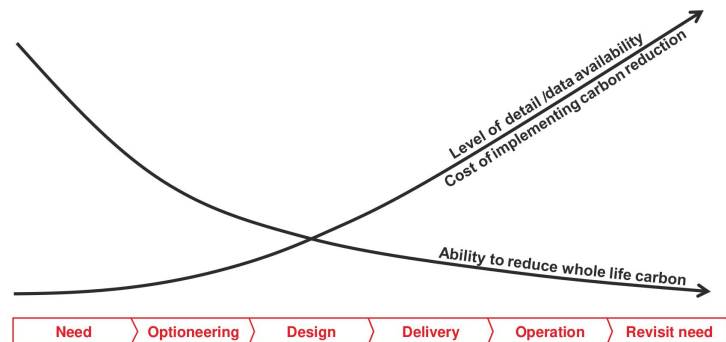 Level of detail /data availability
Cost of implementing carbon reduction
Ability to reduce whole life carbon
Need
Optioneering
Design
Delivery
Operation
Revisit need